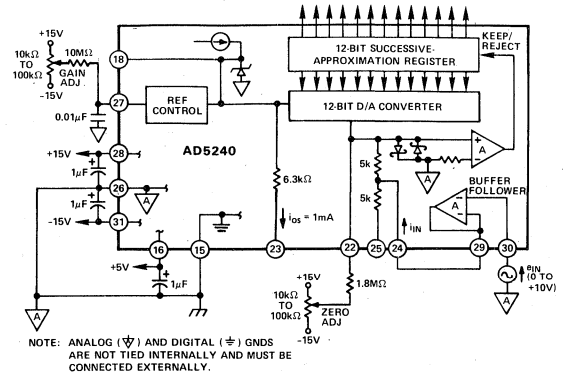 +15V
10kΩ
TO
100kΩ
-15V
10MΩ
GAIN
ADJ
0.01μF
18
27
REF
CONTROL
AD5240
12-BIT SUCCESSIVE-
APPROXIMATION REGISTER
12-BIT D/A CONVERTER
KEEP/
REJECT
+
−
A
+15V
28
+
1μF
26
A
+
1μF
-15V
31
6.3kΩ
iOS = 1mA
5k
5k
iIN
BUFFER
FOLLOWER
A
−
−
16
15
23
22
25
24
29
30
+5V
+
1μF
A
+15V
10kΩ
TO
100kΩ
-15V
1.8MΩ
ZERO
ADJ
eIN
(0 TO
+10V)
A
NOTE: ANALOG (A) AND DIGITAL ( ) GNDS
ARE NOT TIED INTERNALLY AND MUST BE
CONNECTED EXTERNALLY.